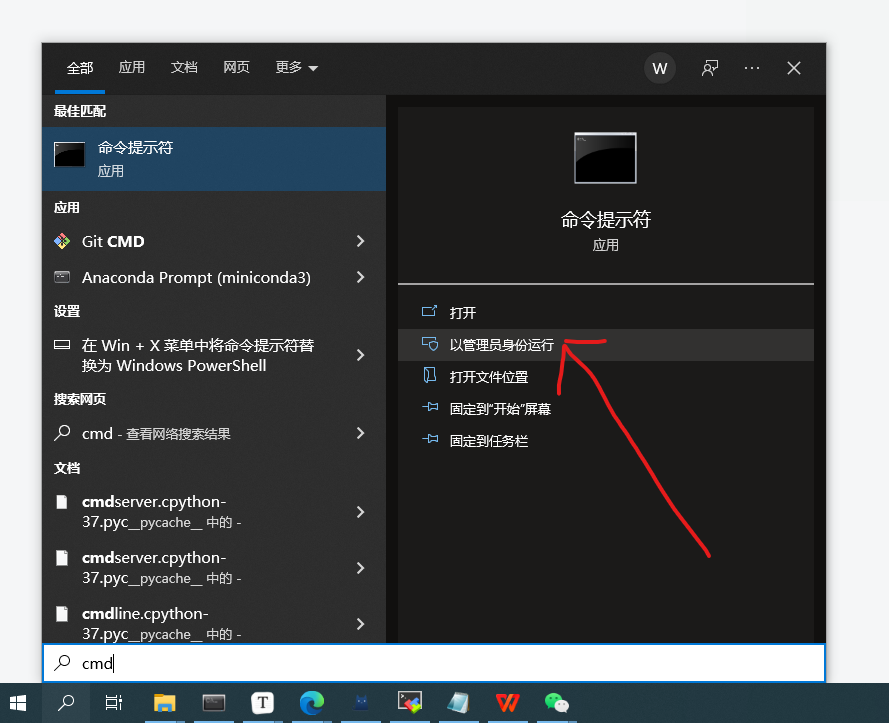 全部 应用 文档 网页 更多 W ···
最佳匹配
命令提示符
应用
应用
Git CMD
Anaconda Prompt (miniconda3)
设置
在 Win + X 菜单中将命令提示符替
换为 Windows PowerShell
搜索网页
cmd - 查看网络搜索结果
文档
cmdserver.cpython-
37.pyc__pycache__ 中的 -
cmdserver.cpython-
37.pyc__pycache__ 中的 -
cmdline.cpython-
37.pyc__pycache__ 中的 -
命令提示符
应用
打开
以管理员身份运行
打开文件位置
固定到"开始"屏幕
固定到任务栏
cmd
T W